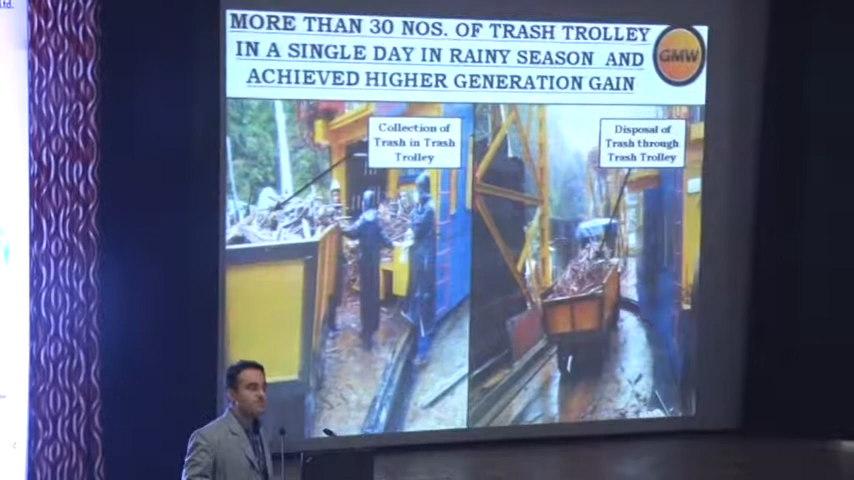 td.
MORE THAN 30 NOS. OF TRASH TROLLEY
IN A SINGLE DAY IN RAINY SEASON AND
ACHIEVED HIGHER GENERATION GAIN
GMW
Collection of
Trash in Trash
Trolley
Disposal of
Trash through
Trash Trolley